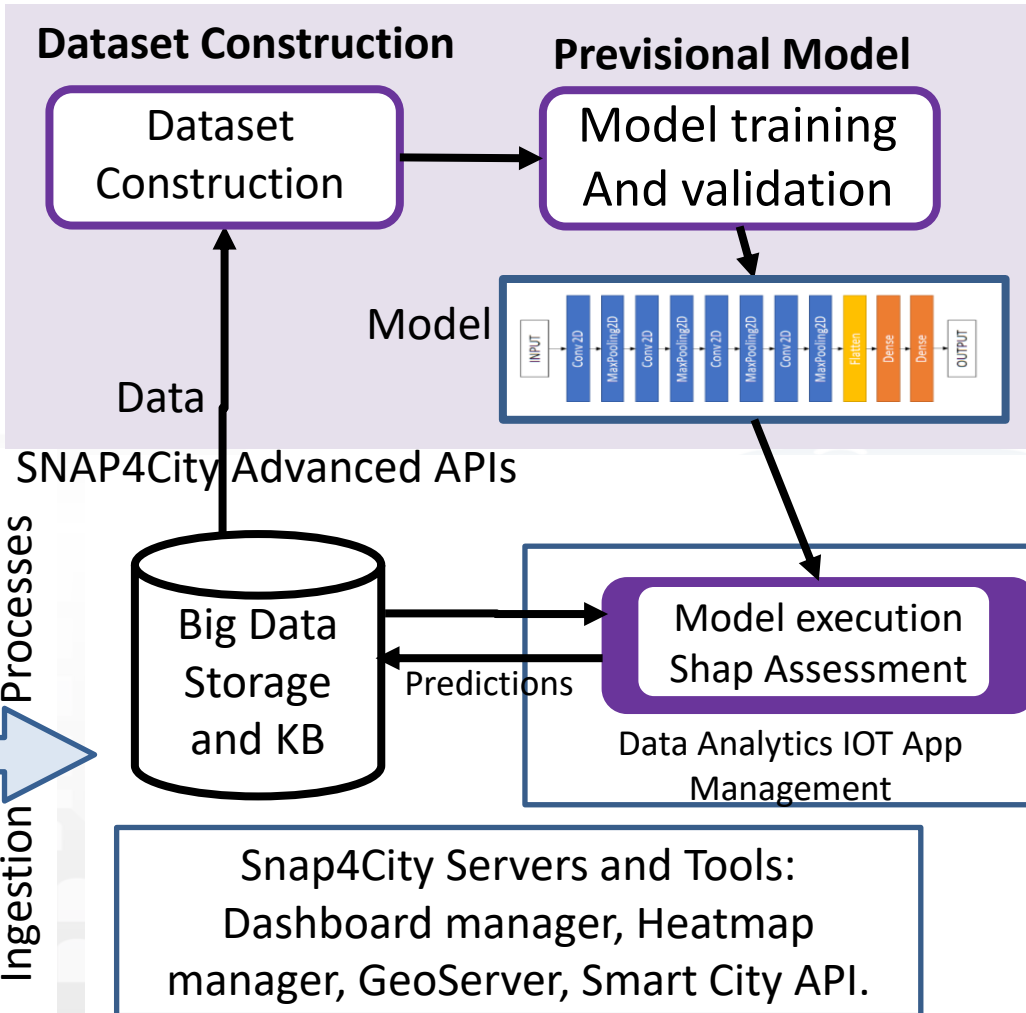 Dataset Construction
Previsional Model
Dataset
Construction
Model training
And validation
Model
INPUT
Conv 2D
MaxPooling2D
Conv 2D
MaxPooling2D
Conv 2D
MaxPooling2D
Conv 2D
MaxPooling2D
Flatten
Dense
Dense
OUTPUT
Data
SNAP4City Advanced APIs
Ingestion Processes
Big Data
Storage
and KB
Predictions
Model execution
Shap Assessment
Data Analytics IOT App
Management
Snap4City Servers and Tools:
Dashboard manager, Heatmap
manager, GeoServer, Smart City API.